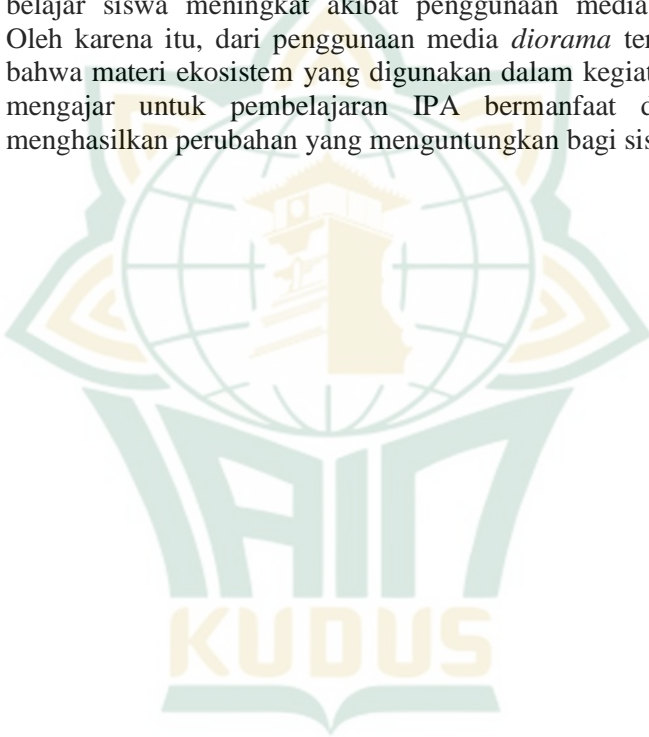 belajar siswa meningkat akibat penggunaan media
Oleh karena itu, dari penggunaan media diorama
bahwa materi ekosistem yang digunakan dalam
mengajar untuk pembelajaran IPA bermanfaat
menghasilkan perubahan yang menguntungkan bagi
IAIN
KUDUS